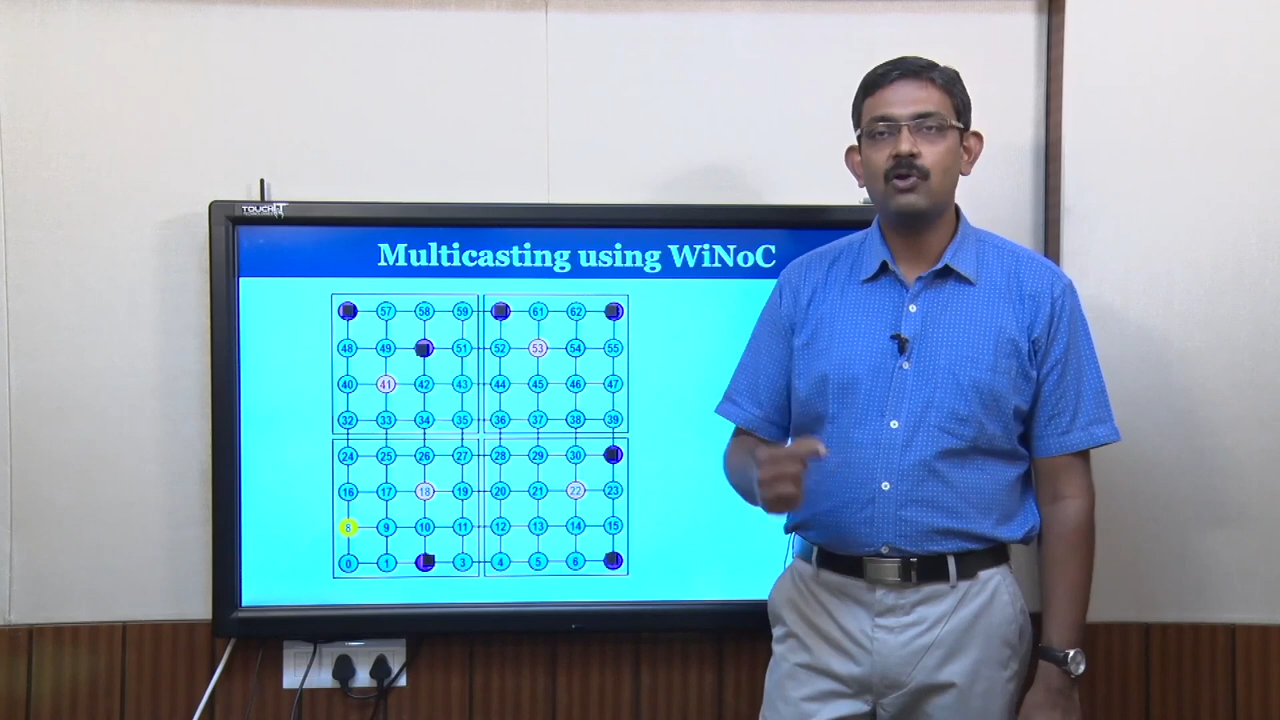 TOUCHIT
Multicasting using WiNoC
57 58 59 61 62
48 49 51 52 53 54 55
40 41 42 43 44 45 46 47
32 33 34 35 36 37 38 39
24 25 26 27 28 29 30
16 17 18 19 20 21 22 23
8 9 10 11 12 13 14 15
0 1 3 4 5 6